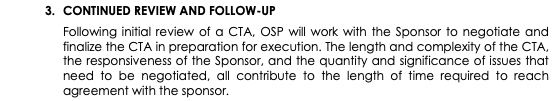 3. CONTINUED REVIEW AND FOLLOW-UP
Following initial review of a CTA, OSP will work with the Sponsor to negotiate and
finalize the CTA in preparation for execution. The length and complexity of the CTA,
the responsiveness of the Sponsor, and the quantity and significance of issues that
need to be negotiated, all contribute to the length of time required to reach
agreement with the sponsor.